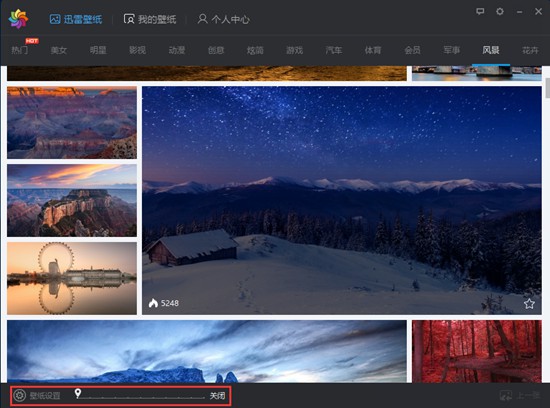 迅雷壁纸 我的壁纸 个人中心
热门 HOT 美女 明星 影视 动漫 创意 炫简 游戏 汽车 体育 会员 军事 风景 花卉
5248
壁纸设置 关闭 上一张